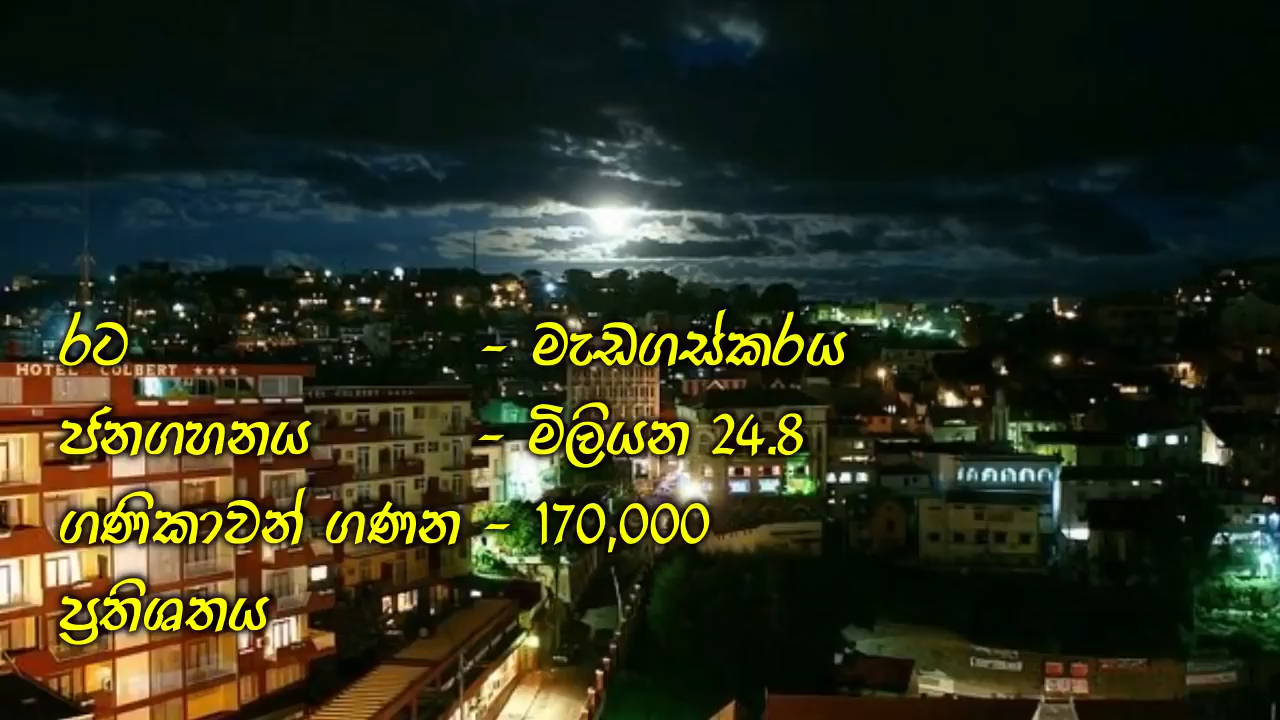 රට - මැඩගස්කරය
HOTEL COLBERT ****
ජනගහනය - මිලියන 24.8
ගණිකාවන් ගණන - 170,000
ප්‍රතිශතය